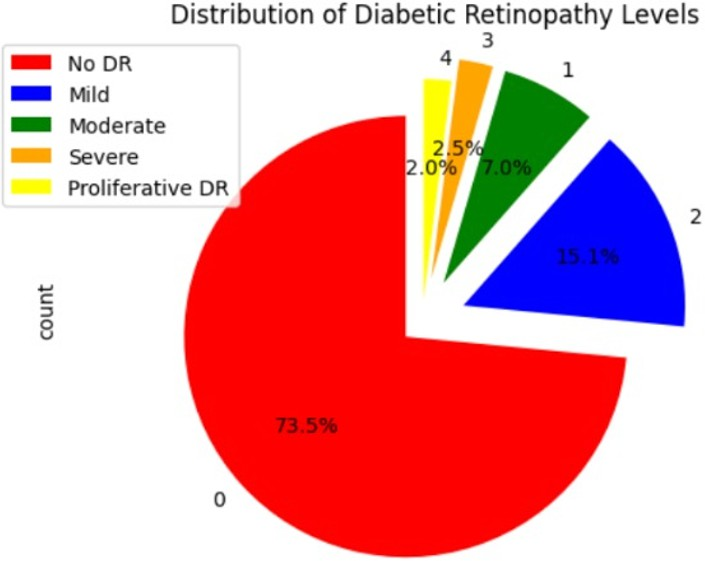 Distribution of Diabetic Retinopathy Levels
No DR
Mild
Moderate
Severe
Proliferative DR
3
4
1
2.5%
2.0%
7.0%
2
15.1%
count
73.5%
0